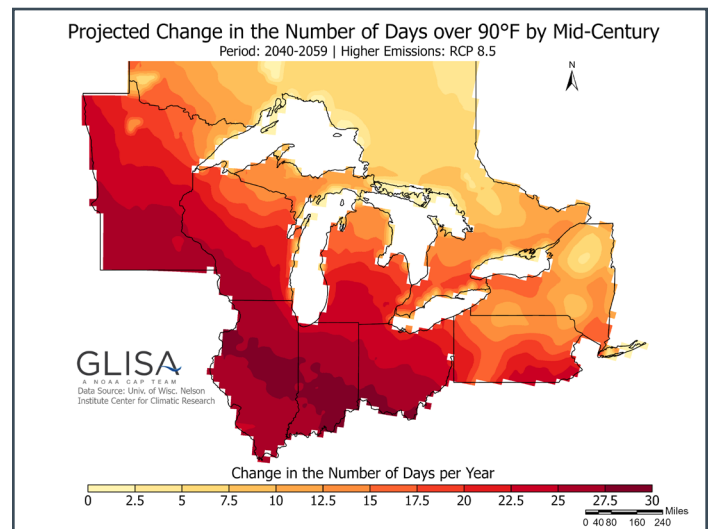 Projected Change in the Number of Days over 90°F by Mid-Century
Period: 2040-2059 | Higher Emissions: RCP 8.5
N
GLISA
A NOAA CAP TEAM
Data Source: Univ. of Wisc. Nelson
Institute Center for Climatic Research
Change in the Number of Days per Year
0 2.5 5 7.5 10 12.5 15 17.5 20 22.5 25 27.5 30
Miles
0 40 80 160 240